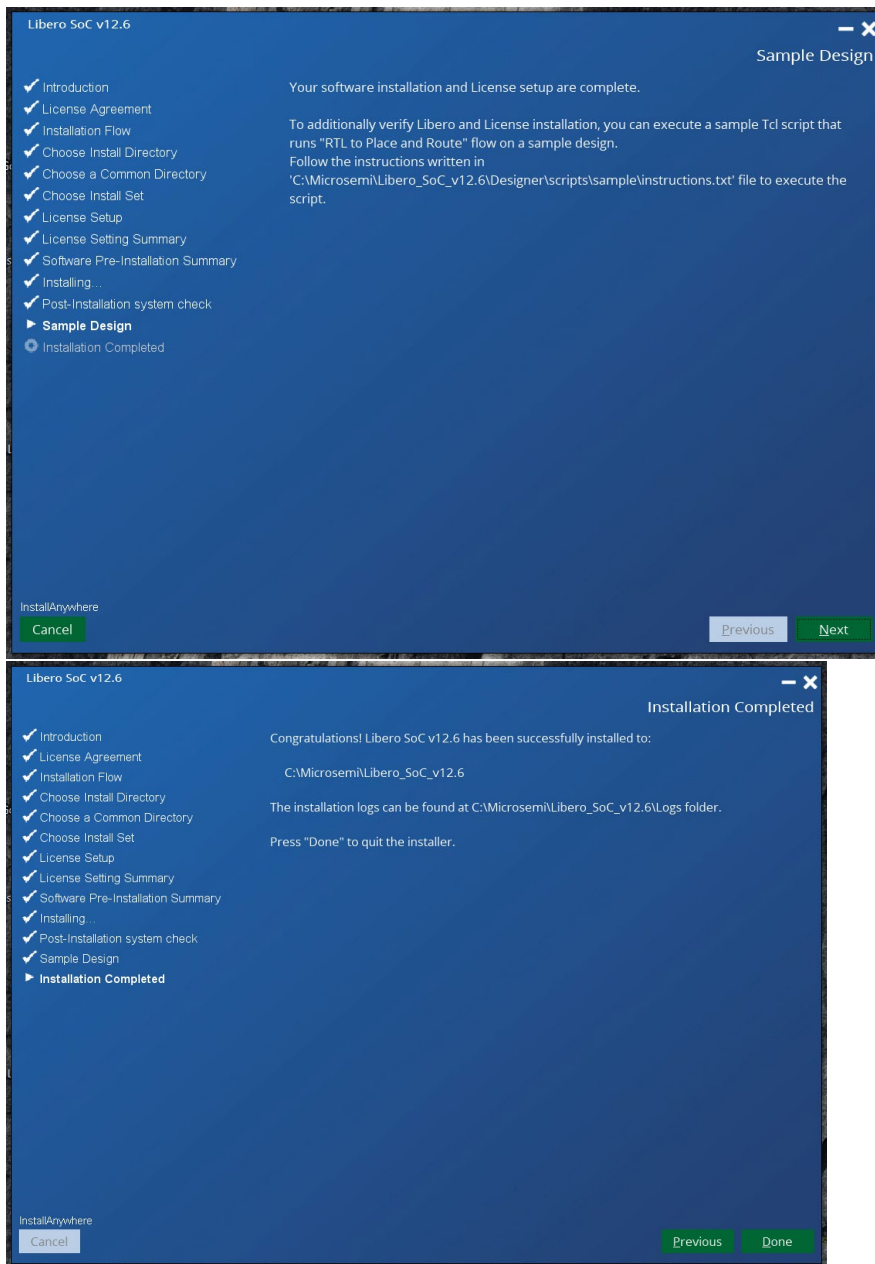 Libero SoC v12.6
Sample Design
Introduction
License Agreement
Installation Flow
Choose Install Directory
Choose a Common Directory
Choose Install Set
License Setup
License Setting Summary
Software Pre-Installation Summary
Installing...
Post-Installation system check
Sample Design
Installation Completed
Your software installation and License setup are complete.
To additionally verify Libero and License installation, you can execute a sample Tcl script that
runs "RTL to Place and Route" flow on a sample design.
Follow the instructions written in
'C:\Microsemi\Libero_SoC_v12.6\Designer\scripts\sample\instructions.txt' file to execute the
script.
InstallAnywhere
Cancel
Previous
Next
Libero SoC v12.6
Installation Completed
Introduction
License Agreement
Installation Flow
Choose Install Directory
Choose a Common Directory
Choose Install Set
License Setup
License Setting Summary
Software Pre-Installation Summary
Installing...
Post-Installation system check
Sample Design
Installation Completed
Congratulations! Libero SoC v12.6 has been successfully installed to:
C:\Microsemi\Libero_SoC_v12.6
The installation logs can be found at C:\Microsemi\Libero_SoC_v12.6\Logs folder.
Press "Done" to quit the installer.
InstallAnywhere
Cancel
Previous
Done